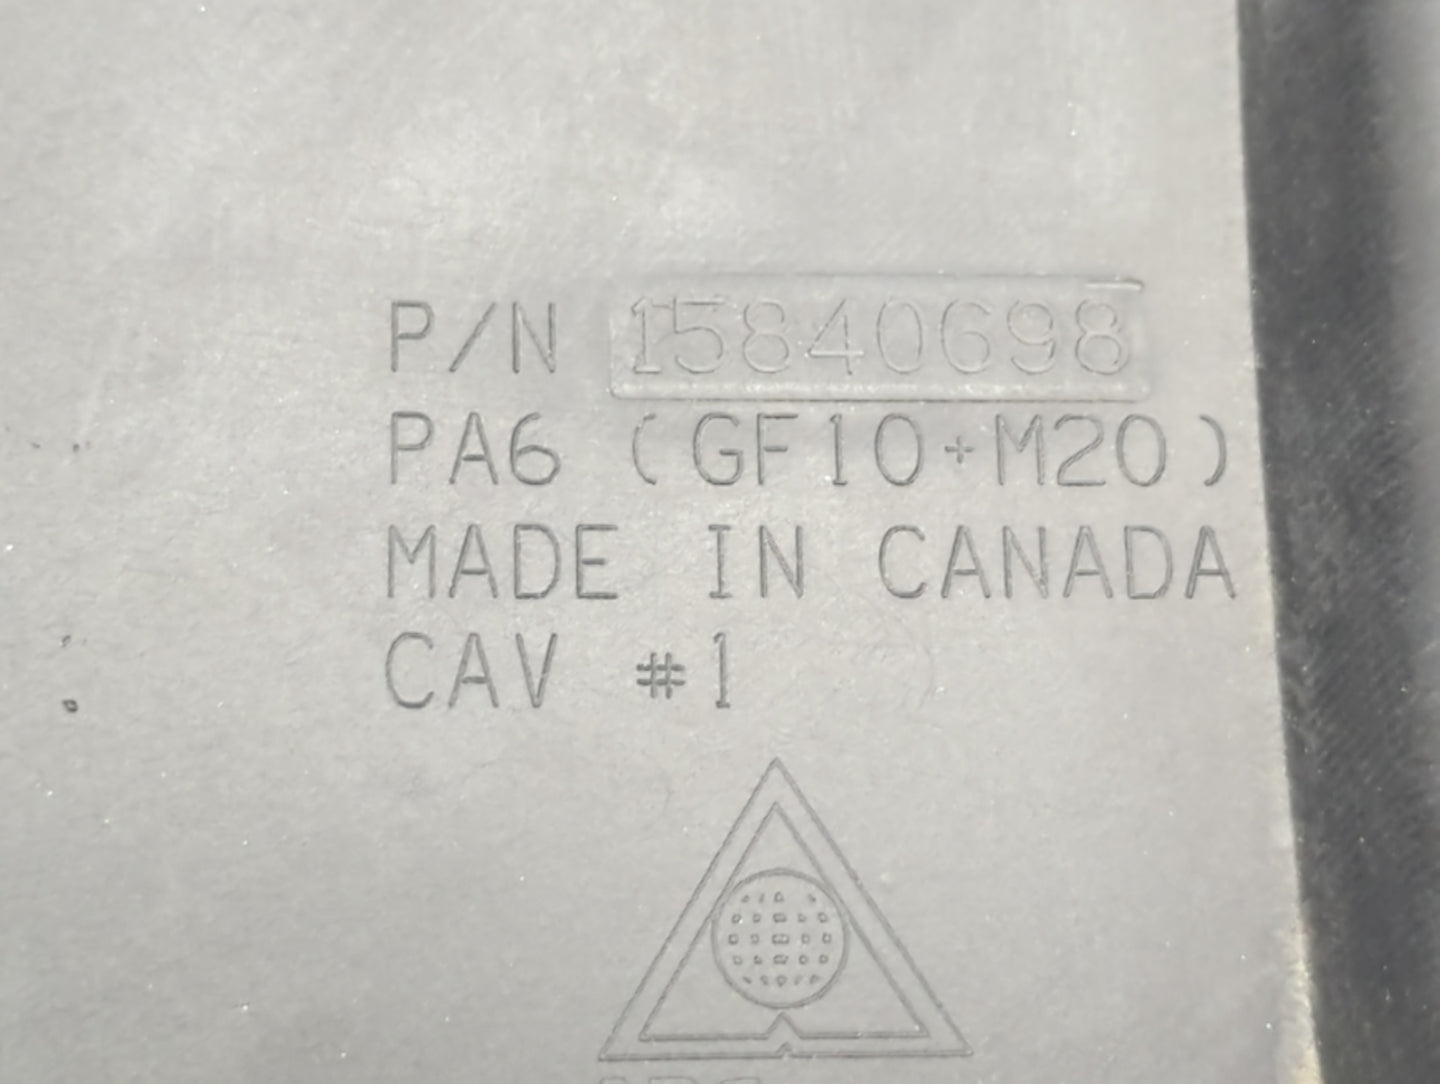 P/N 15840698
PA6 (GF10+M20)
MADE IN CANADA
CAV #1